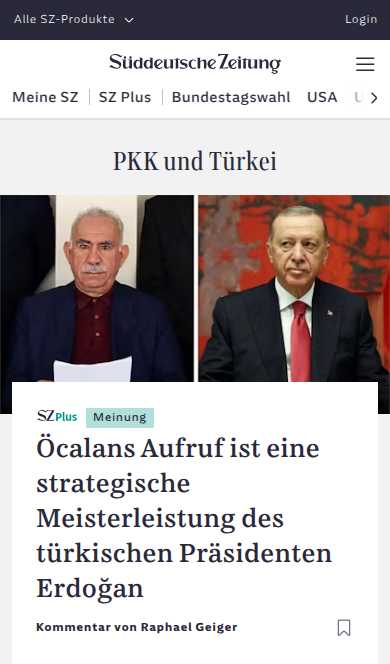 Alle SZ-Produkte
Login
Süddeutsche Zeitung
Meine SZ
SZ Plus
Bundestagswahl
USA
PKK und Türkei
SZ Plus
Meinung
Öcalans Aufruf ist eine
strategische
Meisterleistung des
türkischen Präsidenten
Erdoğan
Kommentar von Raphael Geiger